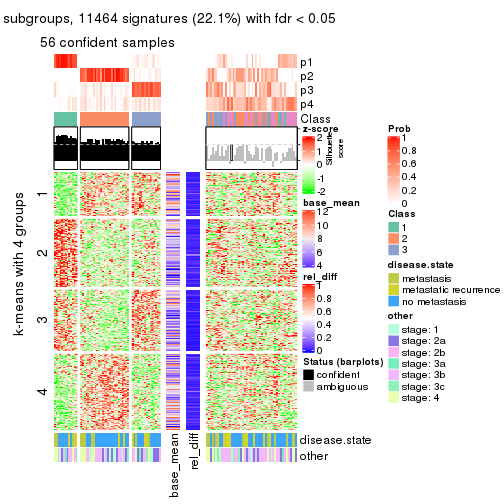 subgroups, 11464 signatures (22.1%) with fdr < 0.05
56 confident samples
p1
p2
p3
p4
Class
Silhouette
score
k-means with 4 groups
1
2
3
4
disease.state
other
base_mean
rel_diff
z-score
2
1
0
-1
-2
base_mean
12
10
8
6
4
rel_diff
1
0.8
0.6
0.4
0.2
0
Status (barplots)
confident
ambiguous
Prob
1
0.8
0.6
0.4
0.2
0
Class
1
2
3
disease.state
metastasis
metastatic recurrence
no metastasis
other
stage: 1
stage: 2a
stage: 2b
stage: 3a
stage: 3b
stage: 3c
stage: 4